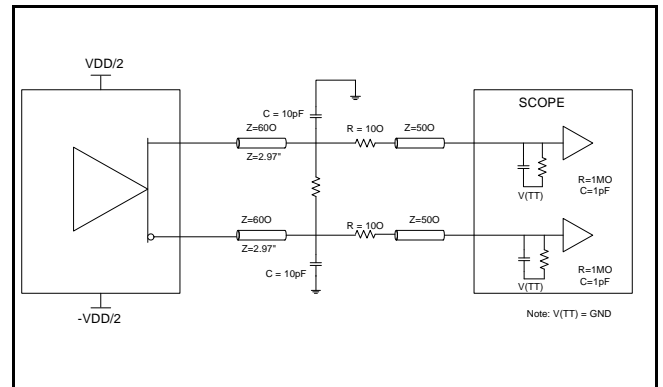 VDD/2
SCOPE
C = 10pF
Z=60O
Z=2.97"
R = 10O
Z=50O
V(TT)
R=1MO
C=1pF
Z=60O
Z=2.97"
R = 10O
Z=50O
C = 10pF
V(TT)
R=1MO
C=1pF
-VDD/2
Note: V(TT) = GND